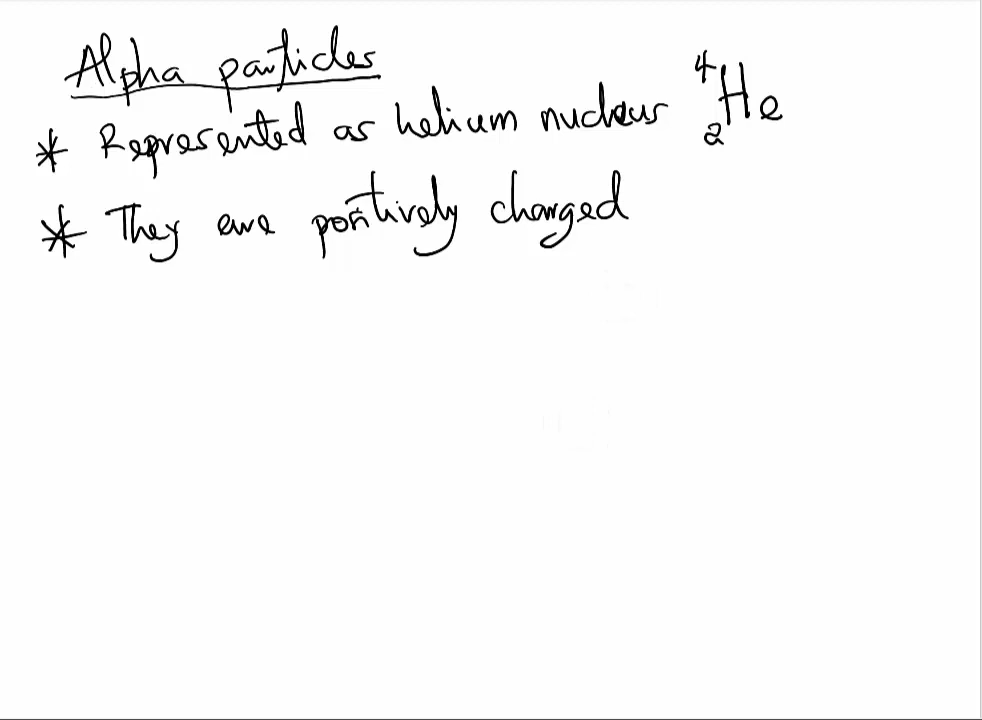 Alpha particles
* Represented as helium nucleus ⁴₂He
* They are positively charged